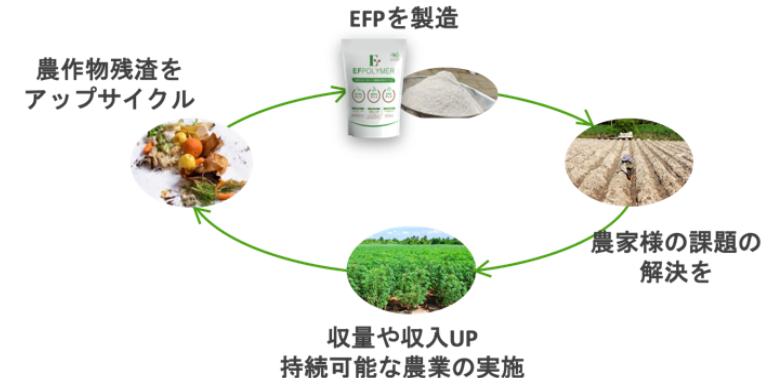 EFPを製造
農作物残渣を
アップサイクル
E
EF POLYMER
農家様の課題の
解決を
収量や収入UP
持続可能な農業の実施